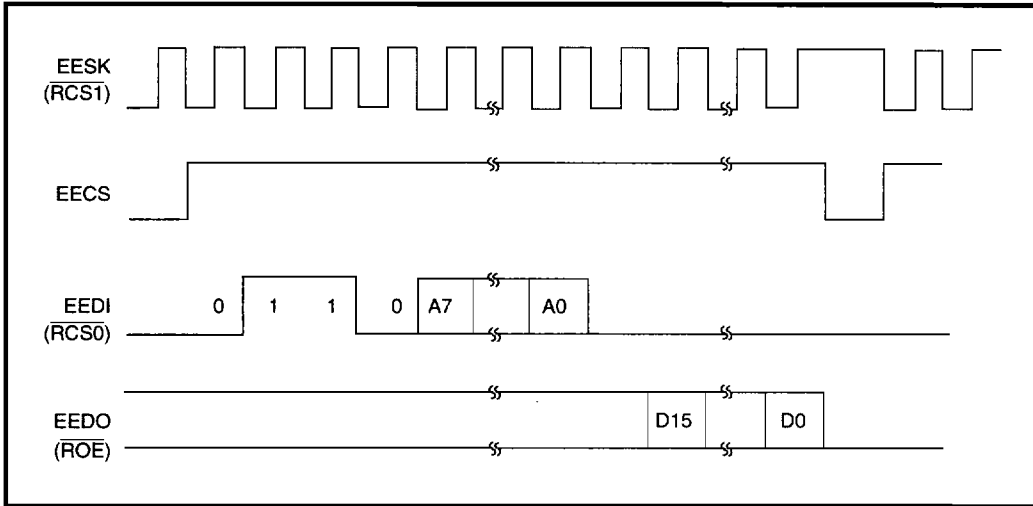 EESK
(RCS1)
EECS
EEDI
(RCS0)
0 1 1 0 A7 A0
EEDO
(ROE)
D15 D0